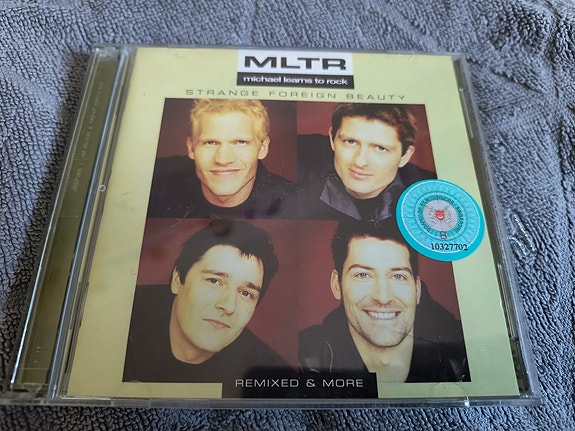 MLTR
michael learns to rock
STRANGE FOREIGN BEAUTY
B
10327702
REMIXED & MORE